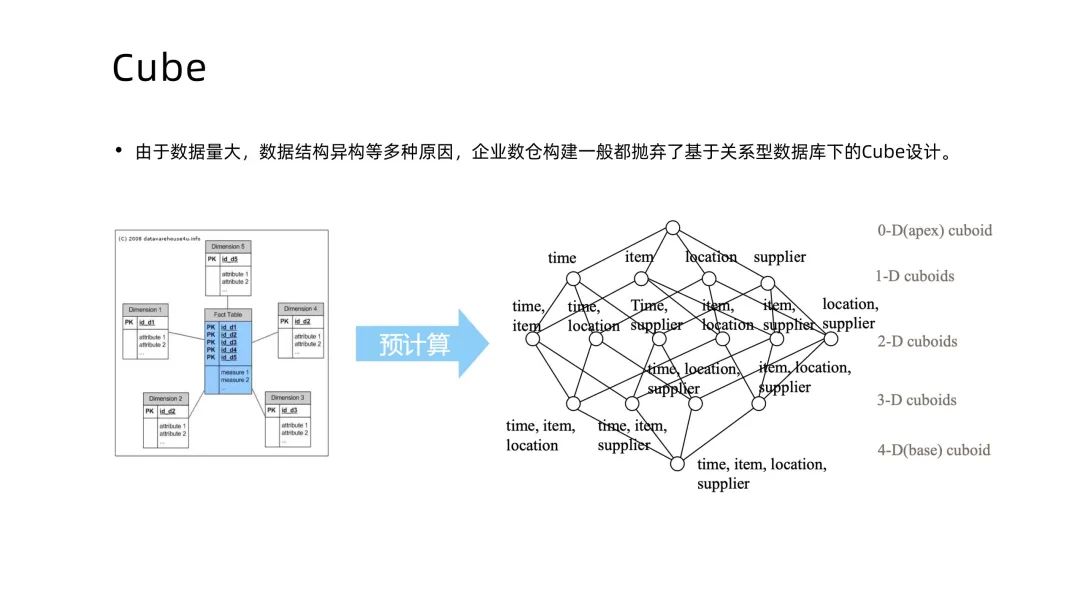 Cube
• 由于数据量大，数据结构异构等多种原因，企业数仓构建一般都抛弃了基于关系型数据库下的Cube设计。
(C) 2008 datawarehouse4u.info
Dimension 5
PK id_d5
attribute 1
attribute 2
...
Dimension 1
PK id_d1
attribute 1
attribute 2
...
Fact Table
PK id_d1
PK id_d2
PK id_d3
PK id_d4
PK id_d5
measure 1
measure 2
...
Dimension 4
PK id_d2
attribute 1
attribute 2
...
Dimension 2
PK id_d2
attribute 1
attribute 2
...
Dimension 3
PK id_d3
attribute 1
attribute 2
...
预计算
0-D(apex) cuboid
time
item
location
supplier
1-D cuboids
time,
item
time,
location
Time,
supplier
item,
location
item,
supplier
location,
supplier
2-D cuboids
time, location,
supplier
item, location,
supplier
3-D cuboids
time, item,
location
time, item,
supplier
4-D(base) cuboid
time, item, location,
supplier